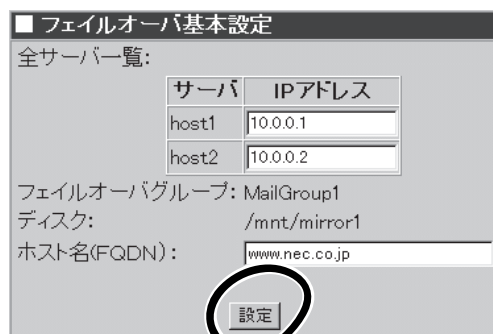 ■ フェイルオーバ基本設定
全サーバ一覧:
サーバ IPアドレス
host1 10.0.0.1
host2 10.0.0.2
フェイルオーバグループ: MailGroup1
ディスク: /mnt/mirror1
ホスト名(FQDN): www.nec.co.jp
設定